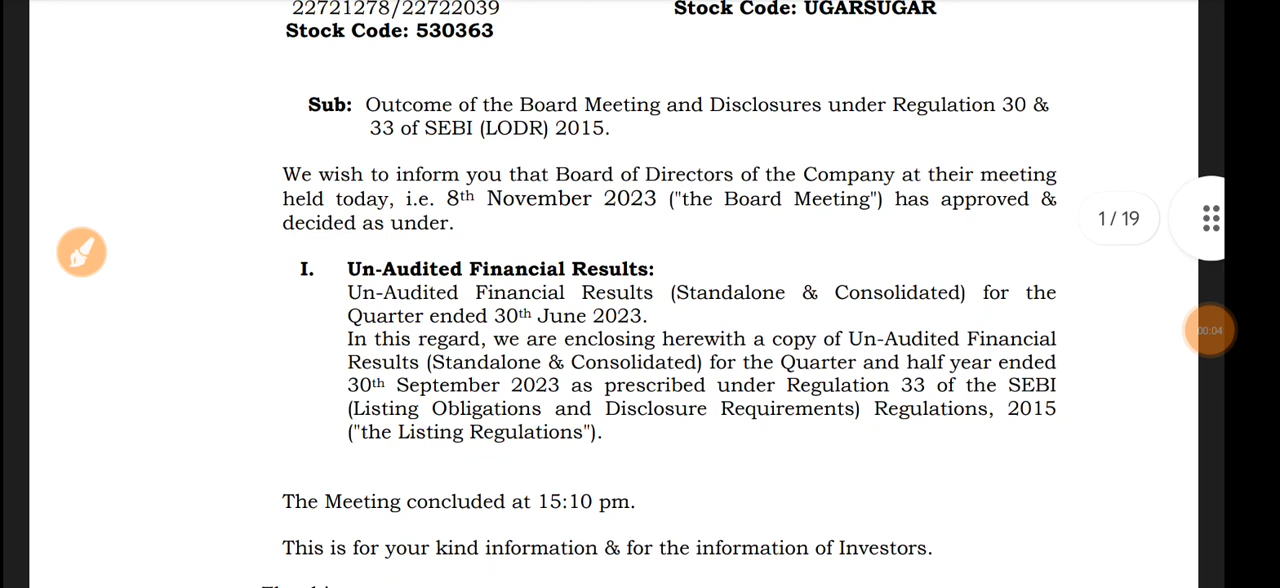 22721278/22722039 Stock Code: UGARSUGAR
Stock Code: 530363
Sub: Outcome of the Board Meeting and Disclosures under Regulation 30 &
33 of SEBI (LODR) 2015.
We wish to inform you that Board of Directors of the Company at their meeting
held today, i.e. 8th November 2023 ("the Board Meeting") has approved &
decided as under.
1 / 19
I. Un-Audited Financial Results:
Un-Audited Financial Results (Standalone & Consolidated) for the
Quarter ended 30th June 2023.
00:04
In this regard, we are enclosing herewith a copy of Un-Audited Financial
Results (Standalone & Consolidated) for the Quarter and half year ended
30th September 2023 as prescribed under Regulation 33 of the SEBI
(Listing Obligations and Disclosure Requirements) Regulations, 2015
("the Listing Regulations").
The Meeting concluded at 15:10 pm.
This is for your kind information & for the information of Investors.